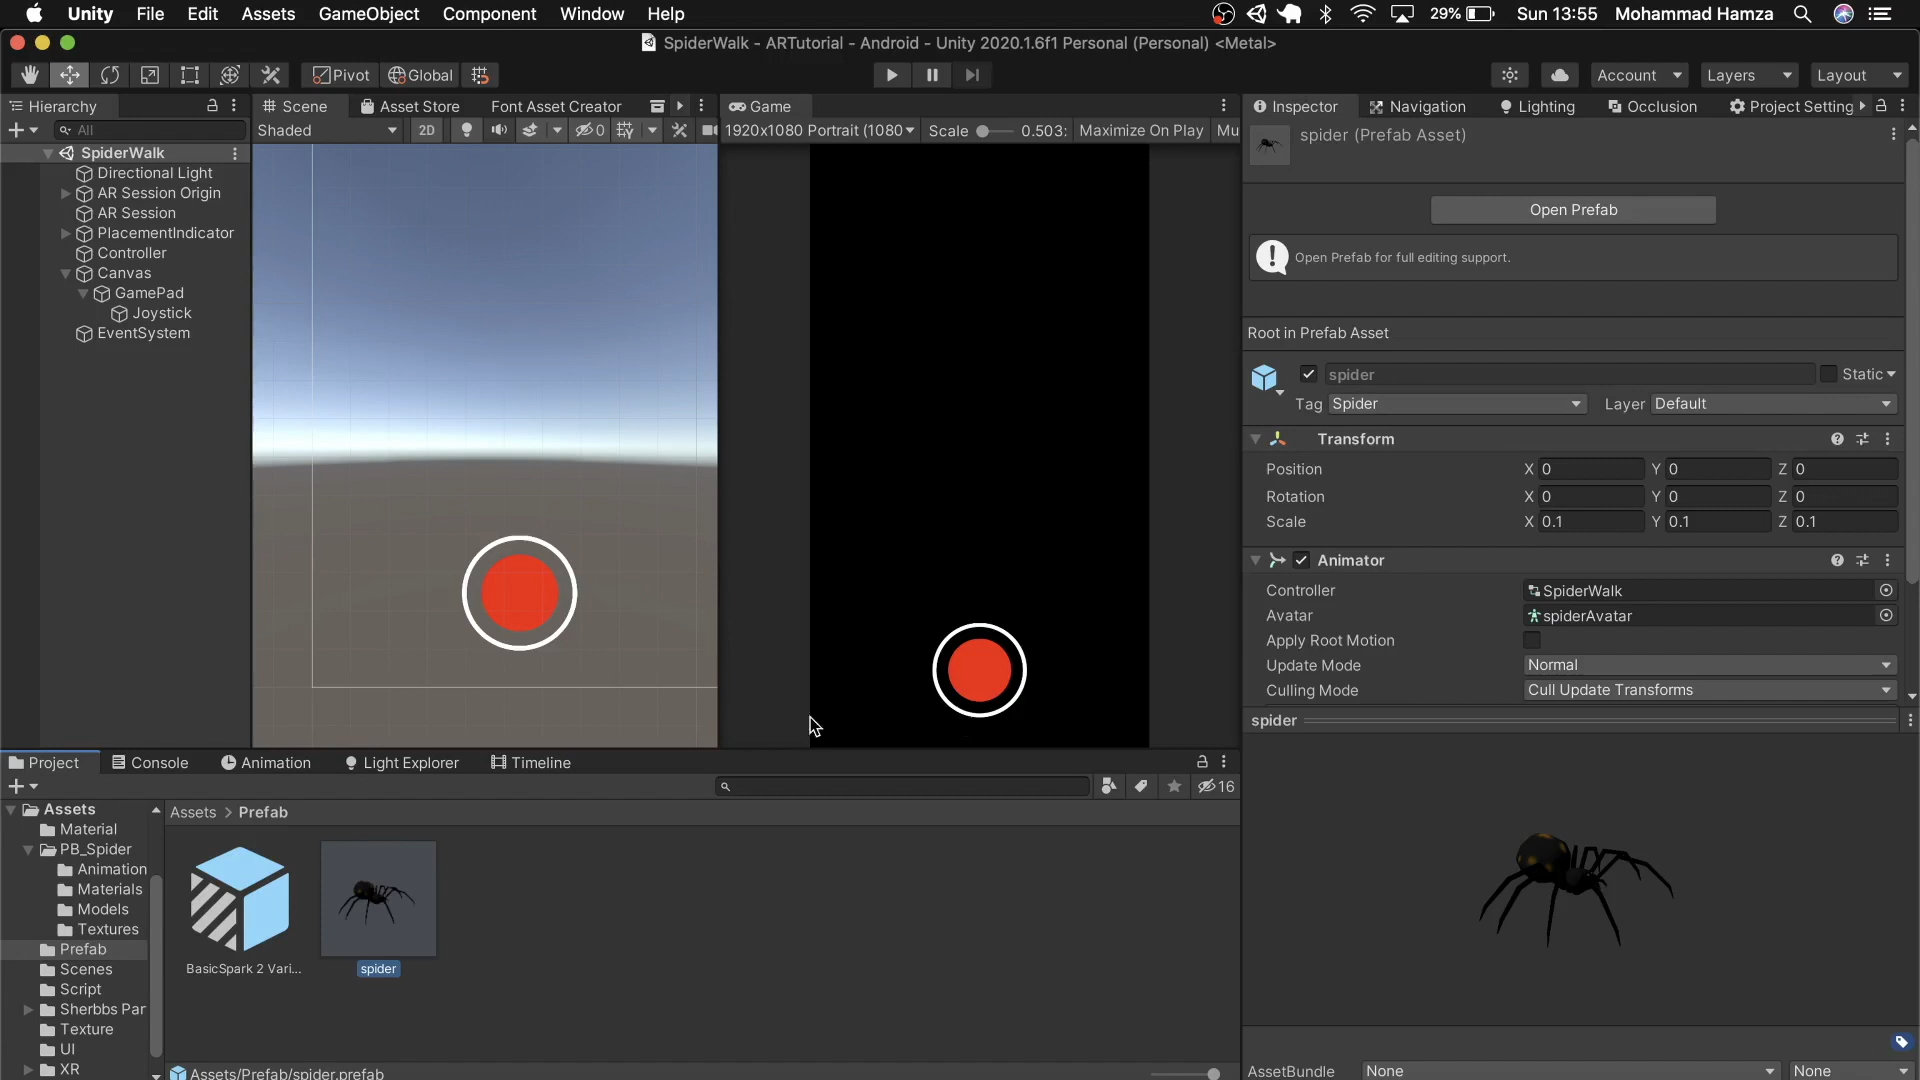 Unity File Edit Assets GameObject Component Window Help 29% Sun 13:55 Mohammad Hamza
SpiderWalk - ARTutorial - Android - Unity 2020.1.6f1 Personal (Personal) <Metal>
Pivot Global Account Layers Layout
Hierarchy Scene Asset Store Font Asset Creator Game Inspector Navigation Lighting Occlusion Project Setting
All Shaded 2D 0 1920x1080 Portrait (1080 Scale 0.503: Maximize On Play Mu
SpiderWalk
Directional Light
AR Session Origin
AR Session
PlacementIndicator
Controller
Canvas
GamePad
Joystick
EventSystem
spider (Prefab Asset)
Open Prefab
Open Prefab for full editing support.
Root in Prefab Asset
spider Static
Tag Spider Layer Default
Transform
Position X 0 Y 0 Z 0
Rotation X 0 Y 0 Z 0
Scale X 0.1 Y 0.1 Z 0.1
Animator
Controller SpiderWalk
Avatar spiderAvatar
Apply Root Motion
Update Mode Normal
Culling Mode Cull Update Transforms
spider
Project Console Animation Light Explorer Timeline
16
Assets
Material
PB_Spider
Animation
Materials
Models
Textures
Prefab
Scenes
Script
Sherbbs Par
Texture
UI
XR
Assets > Prefab
BasicSpark 2 Vari... spider
Assets/Prefab/spider.prefab
AssetBundle None None